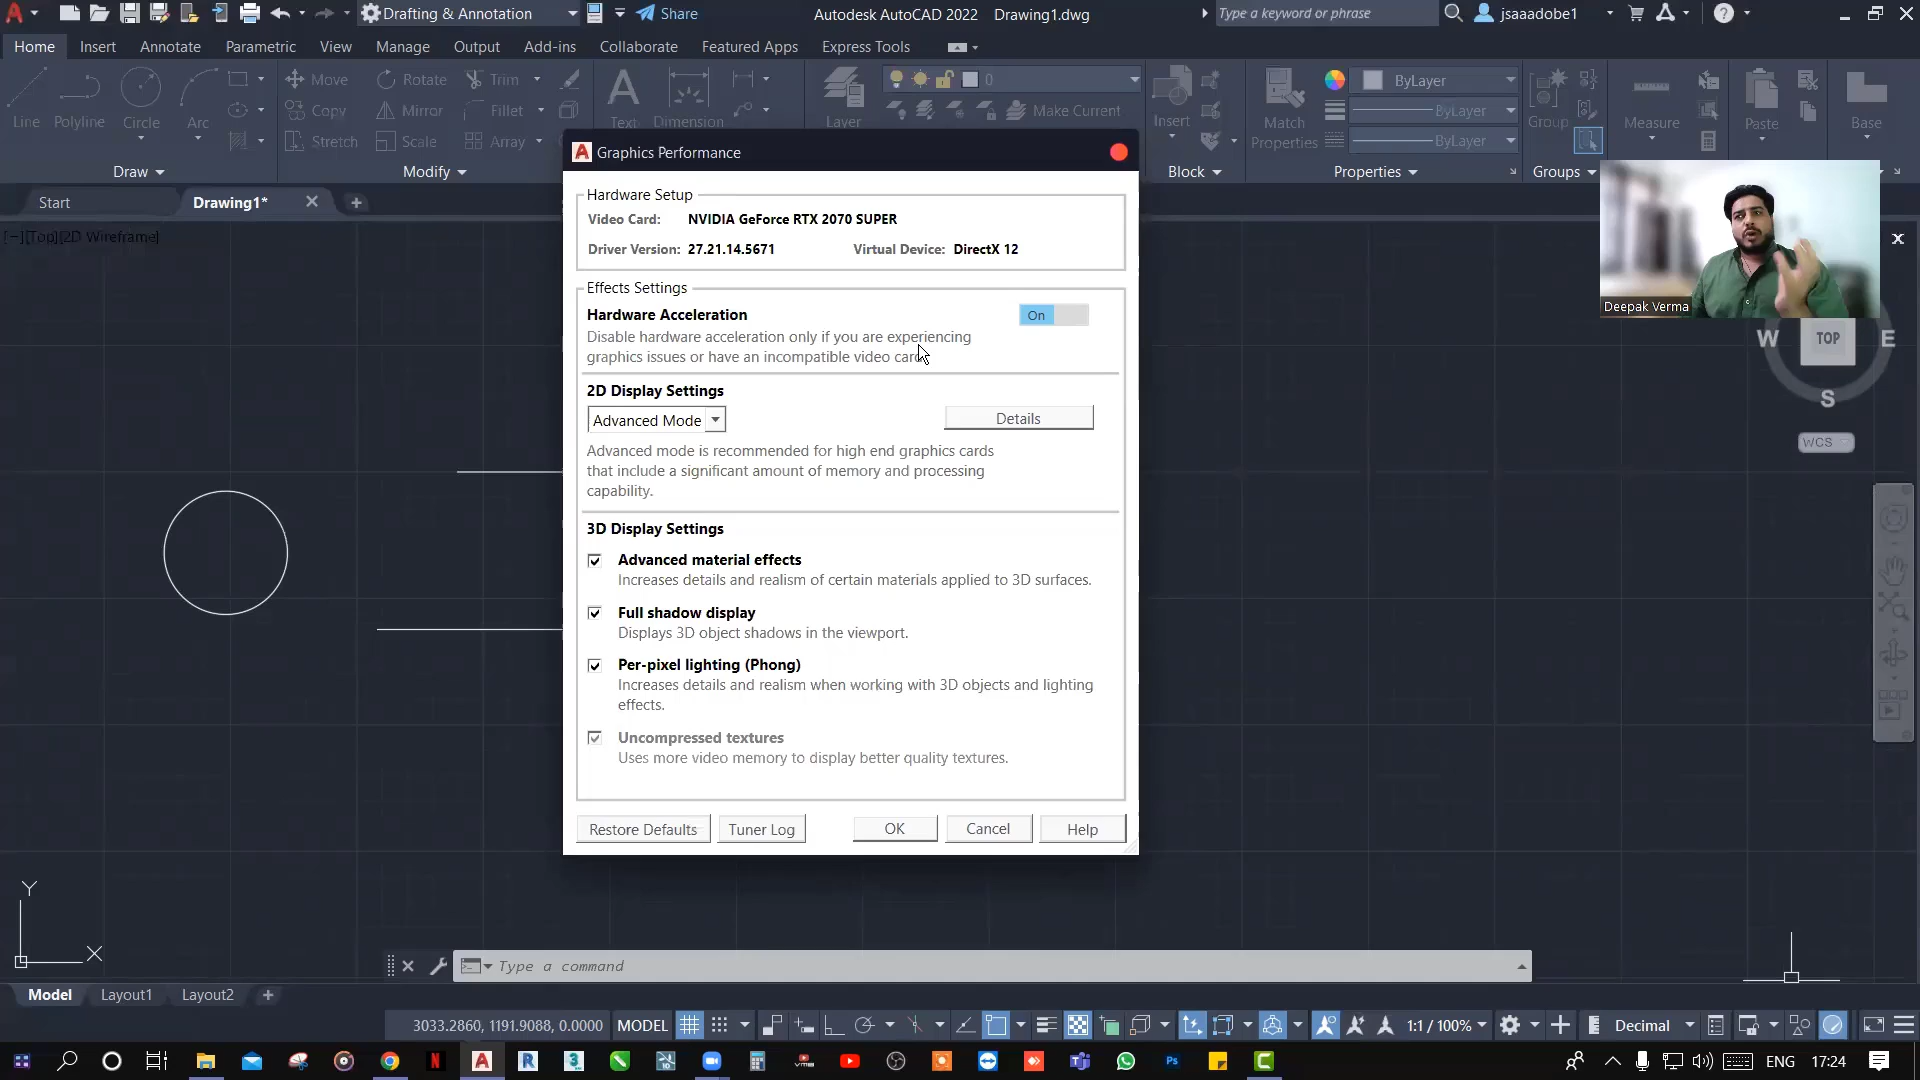 Drafting & Annotation
Share
Autodesk AutoCAD 2022 Drawing1.dwg
Type a keyword or phrase
jsaaadobe1
Home Insert Annotate Parametric View Manage Output Add-ins Collaborate Featured Apps Express Tools
Line Polyline Circle Arc
Move Rotate Trim
Copy Mirror Fillet
Stretch Scale Array
Text Dimension
Layer
0
Make Current
Insert
Match
Properties
ByLayer
ByLayer
ByLayer
Group
Measure
Paste
Base
Draw Modify Block Properties Groups
Start Drawing1*
[−][Top][2D Wireframe]
Graphics Performance
Hardware Setup
Video Card: NVIDIA GeForce RTX 2070 SUPER
Driver Version: 27.21.14.5671 Virtual Device: DirectX 12
Effects Settings
Hardware Acceleration
On
Disable hardware acceleration only if you are experiencing
graphics issues or have an incompatible video card
2D Display Settings
Advanced Mode
Details
Advanced mode is recommended for high end graphics cards
that include a significant amount of memory and processing
capability.
3D Display Settings
Advanced material effects
Increases details and realism of certain materials applied to 3D surfaces.
Full shadow display
Displays 3D object shadows in the viewport.
Per-pixel lighting (Phong)
Increases details and realism when working with 3D objects and lighting
effects.
Uncompressed textures
Uses more video memory to display better quality textures.
Restore Defaults Tuner Log OK Cancel Help
Deepak Verma
W TOP E
S
WCS
Y
X
Type a command
Model Layout1 Layout2
3033.2860, 1191.9088, 0.0000 MODEL
1:1 / 100%
Decimal
ENG 17:24